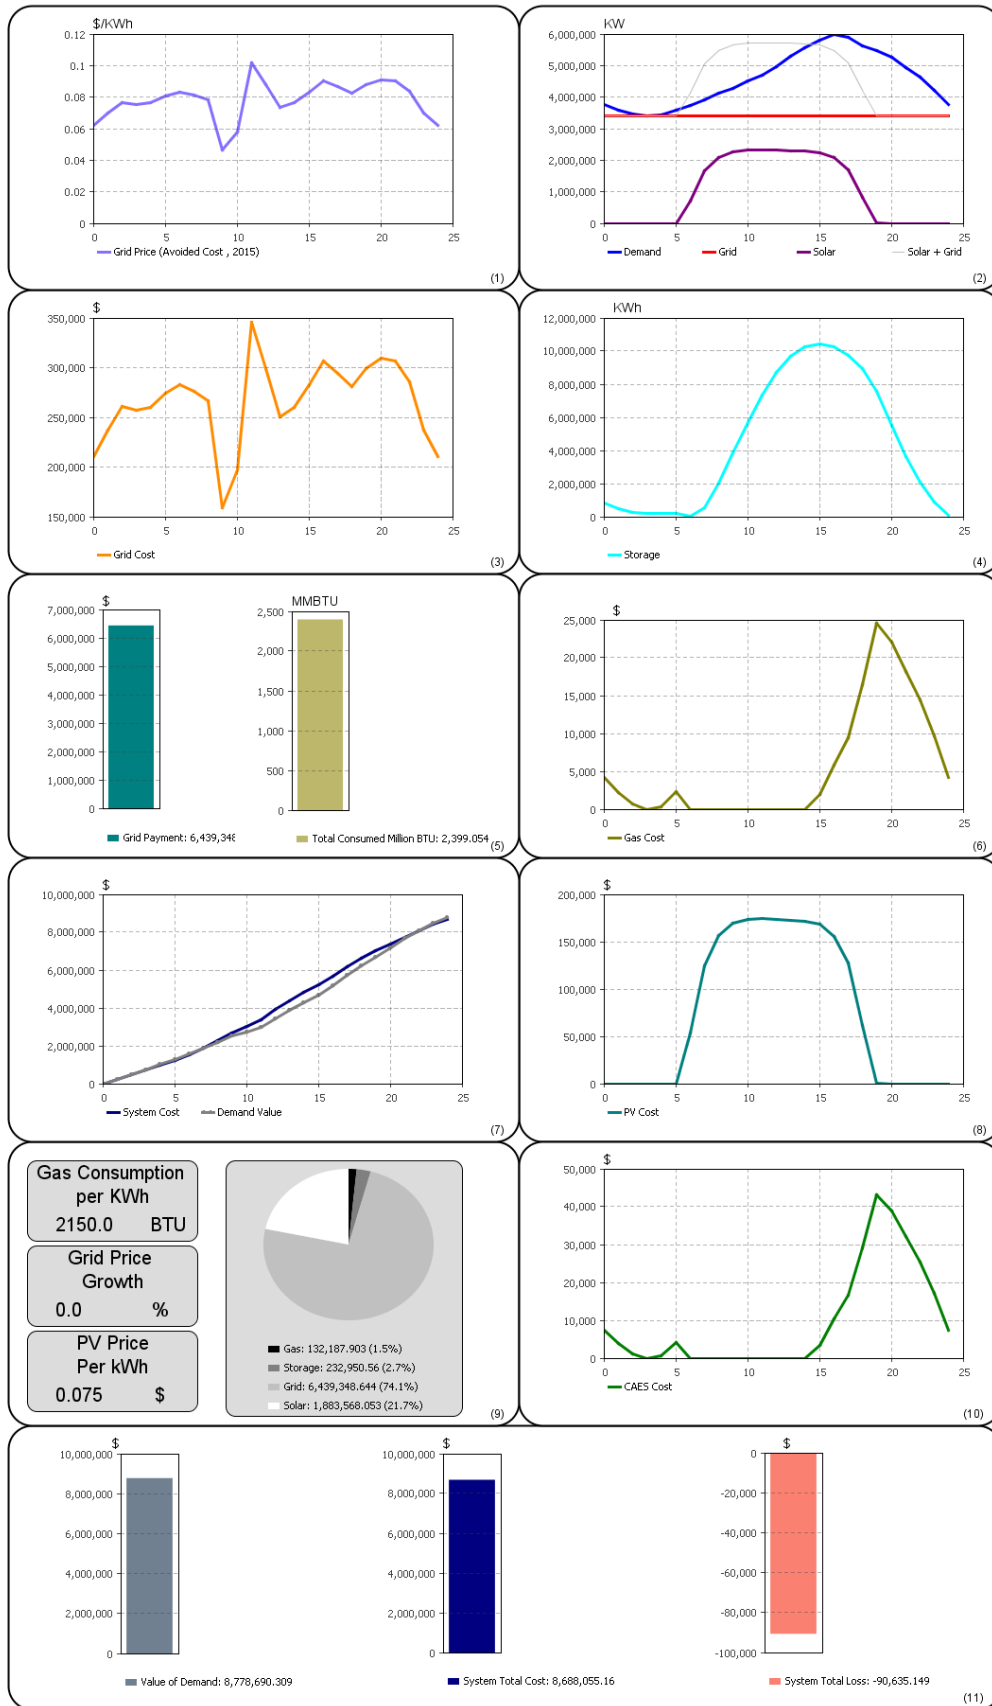 $/KWh
0.12
0.1
0.08
0.06
0.04
0.02
0
0 5 10 15 20 25
Grid Price (Avoided Cost , 2015)
(1)
KW
6,000,000
5,000,000
4,000,000
3,000,000
2,000,000
1,000,000
0
0 5 10 15 20 25
Demand Grid Solar Solar + Grid
(2)
$
350,000
300,000
250,000
200,000
150,000
0 5 10 15 20 25
Grid Cost
(3)
KWh
12,000,000
10,000,000
8,000,000
6,000,000
4,000,000
2,000,000
0
0 5 10 15 20 25
Storage
(4)
$
7,000,000
6,000,000
5,000,000
4,000,000
3,000,000
2,000,000
1,000,000
0
Grid Payment: 6,439,348
MMBTU
2,500
2,000
1,500
1,000
500
0
Total Consumed Million BTU: 2,399.054
(5)
$
25,000
20,000
15,000
10,000
5,000
0
0 5 10 15 20 25
Gas Cost
(6)
$
10,000,000
8,000,000
6,000,000
4,000,000
2,000,000
0
0 5 10 15 20 25
System Cost Demand Value
(7)
$
200,000
150,000
100,000
50,000
0
0 5 10 15 20 25
PV Cost
(8)
Gas Consumption
per KWh
2150.0 BTU
Grid Price
Growth
0.0 %
PV Price
Per kWh
0.075 $
Gas: 132,187.903 (1.5%)
Storage: 232,950.56 (2.7%)
Grid: 6,439,348.644 (74.1%)
Solar: 1,883,568.053 (21.7%)
(9)
$
50,000
40,000
30,000
20,000
10,000
0
0 5 10 15 20 25
CAES Cost
(10)
$
10,000,000
8,000,000
6,000,000
4,000,000
2,000,000
0
Value of Demand: 8,778,690.309
$
10,000,000
8,000,000
6,000,000
4,000,000
2,000,000
0
System Total Cost: 8,688,055.16
$
0
-20,000
-40,000
-60,000
-80,000
-100,000
System Total Loss: -90,635.149
(11)